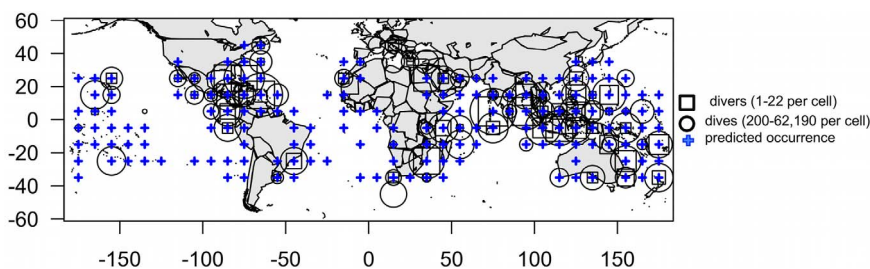 60
40
20
0
-20
-40
-60
-150 -100 -50 0 50 100 150
divers (1-22 per cell)
dives (200-62,190 per cell)
predicted occurrence